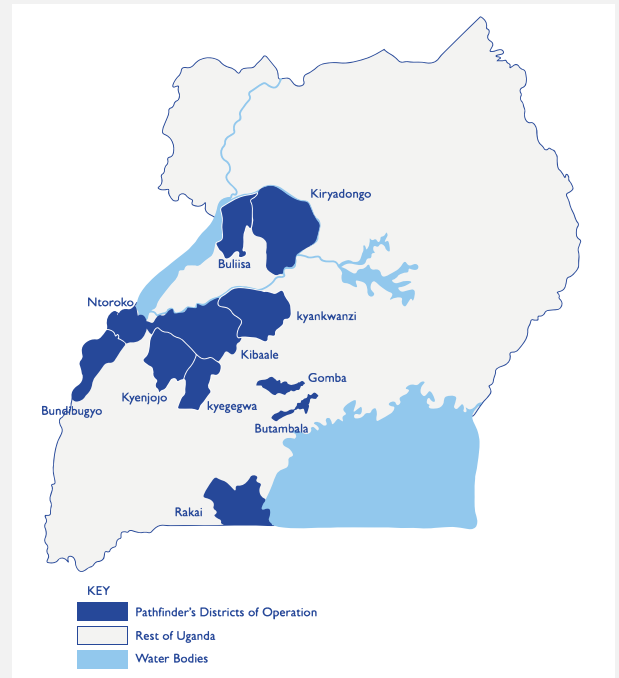 Kiryadongo
Buliisa
Ntoroko
kyankwanzi
Kibaale
Gomba
Kyenjojo
kyegegwa
Bundibugyo
Butambala
Rakai
KEY
Pathfinder's Districts of Operation
Rest of Uganda
Water Bodies